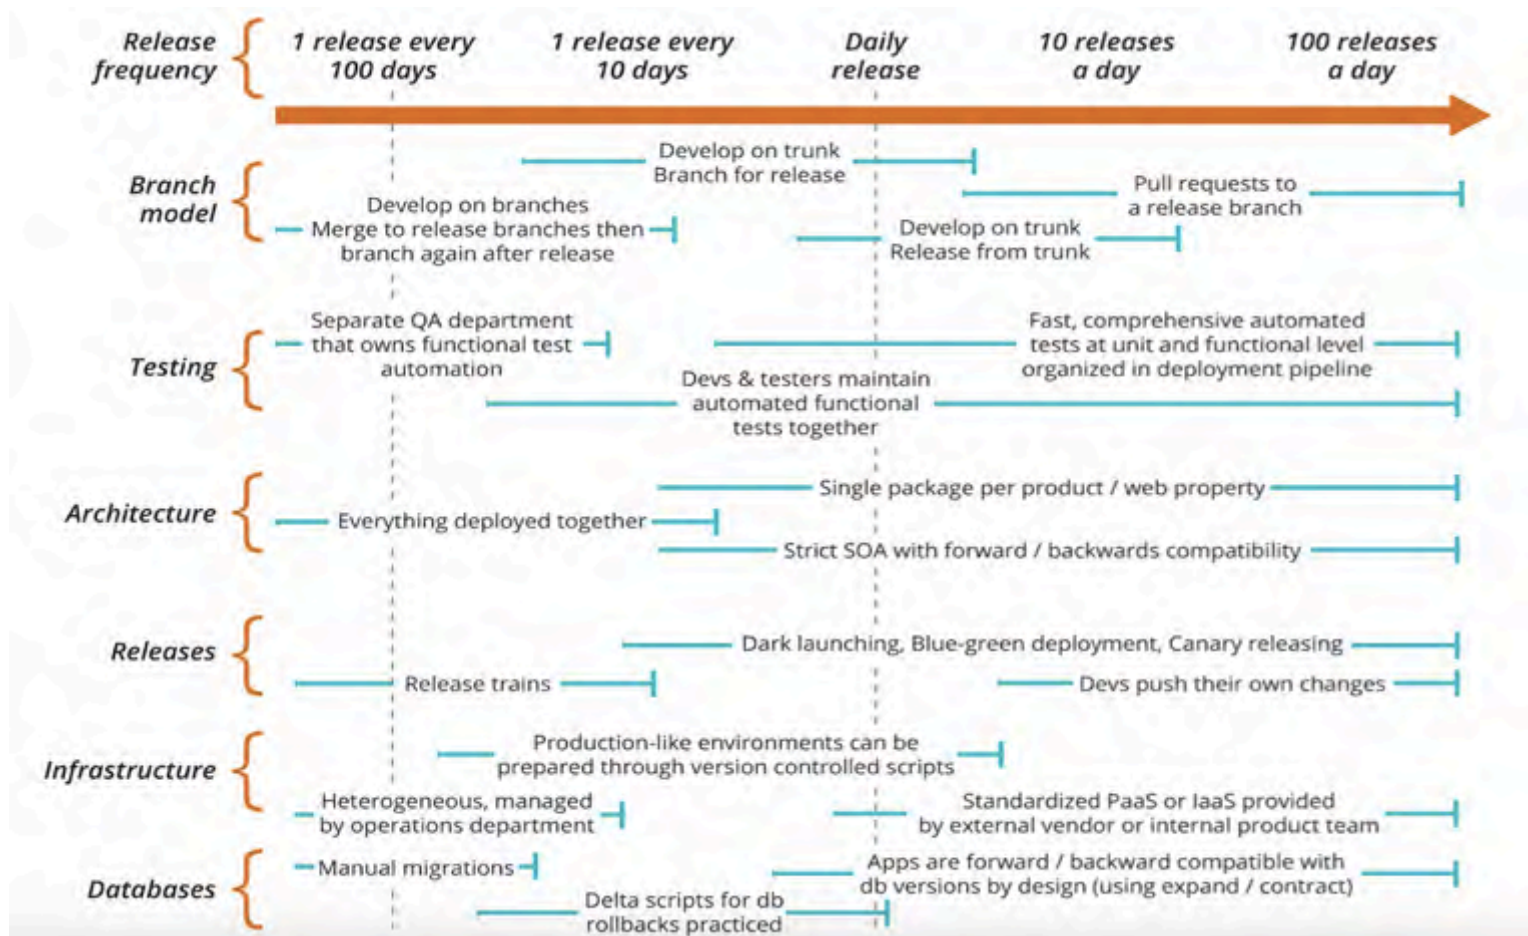 Release
frequency
1 release every
100 days
1 release every
10 days
Daily
release
10 releases
a day
100 releases
a day
Branch
model
Develop on trunk
Branch for release
Pull requests to
a release branch
Develop on branches
Merge to release branches then
branch again after release
Develop on trunk
Release from trunk
Testing
Separate QA department
that owns functional test
automation
Fast, comprehensive automated
tests at unit and functional level
organized in deployment pipeline
Devs & testers maintain
automated functional
tests together
Architecture
Single package per product / web property
Everything deployed together
Strict SOA with forward / backwards compatibility
Releases
Dark launching, Blue-green deployment, Canary releasing
Release trains
Devs push their own changes
Infrastructure
Production-like environments can be
prepared through version controlled scripts
Heterogeneous, managed
by operations department
Standardized PaaS or IaaS provided
by external vendor or internal product team
Databases
Manual migrations
Apps are forward / backward compatible with
db versions by design (using expand / contract)
Delta scripts for db
rollbacks practiced